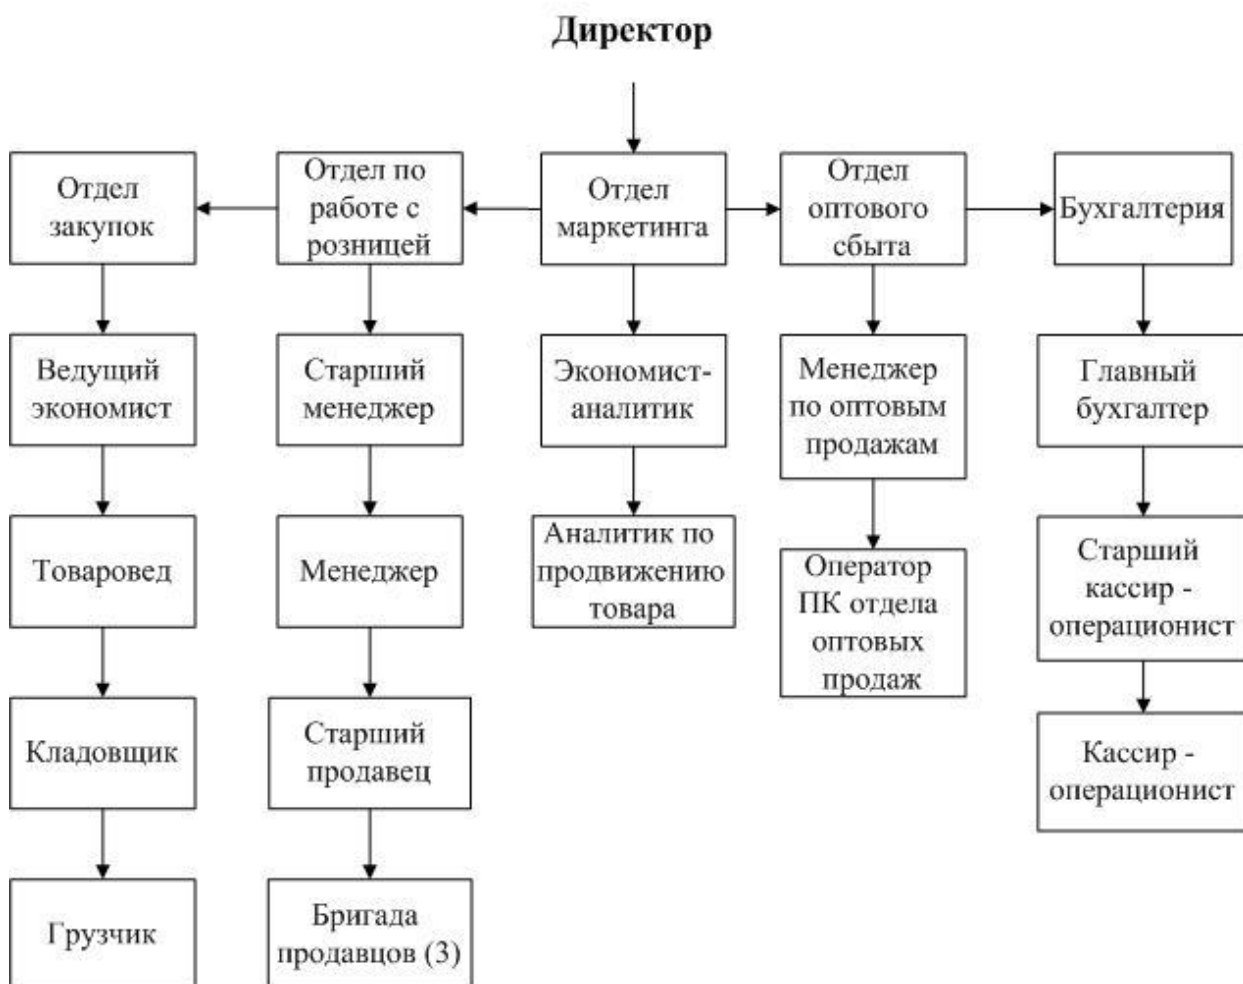 Директор
Отдел
закупок
Отдел по
работе с
розницей
Отдел
маркетинга
Отдел
оптового
сбыта
Бухгалтерия
Ведущий
экономист
Старший
менеджер
Экономист-
аналитик
Менеджер
по оптовым
продажам
Главный
бухгалтер
Товаровед
Менеджер
Аналитик по
продвижению
товара
Оператор
ПК отдела
оптовых
продаж
Старший
кассир -
операционист
Кладовщик
Старший
продавец
Кассир -
операционист
Грузчик
Бригада
продавцов (3)